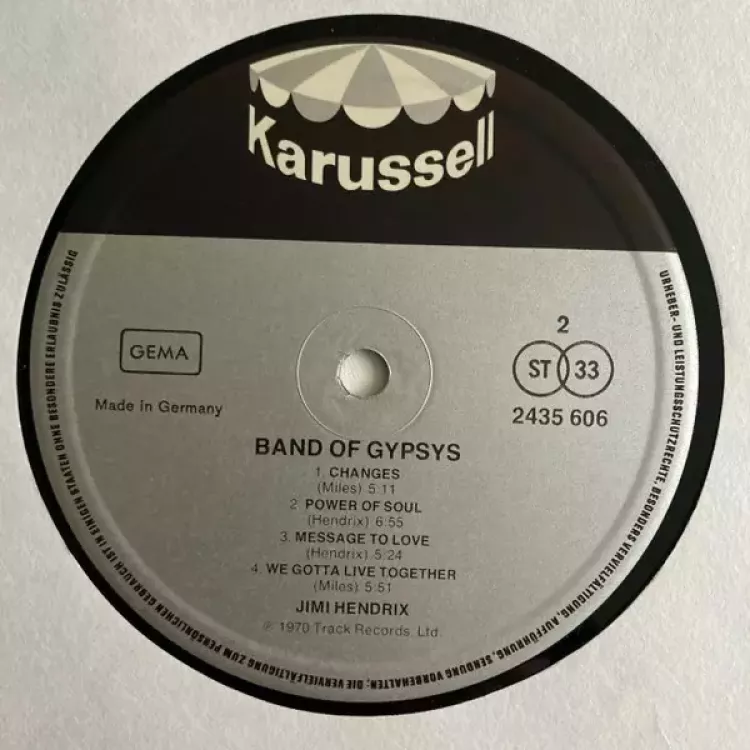 Karussell
GEMA
Made in Germany
2
ST 33
2435 606
BAND OF GYPSYS
1. CHANGES
(Miles) 5:11
2. POWER OF SOUL
(Hendrix) 6:55
3. MESSAGE TO LOVE
(Hendrix) 5:24
4. WE GOTTA LIVE TOGETHER
(Miles) 5:51
JIMI HENDRIX
℗ 1970 Track Records, Ltd.
URHEBER- UND LEISTUNGSSCHUTZRECHTE, BESONDERS VERVIELFÄLTIGUNG, AUFFÜHRUNG, SENDUNG VORBEHALTEN; DIE VERVIELFÄLTIGUNG ZUM PERSÖNLICHEN GEBRAUCH IST IN EINIGEN STAATEN OHNE BESONDERE ERLAUBNIS ZULÄSSIG